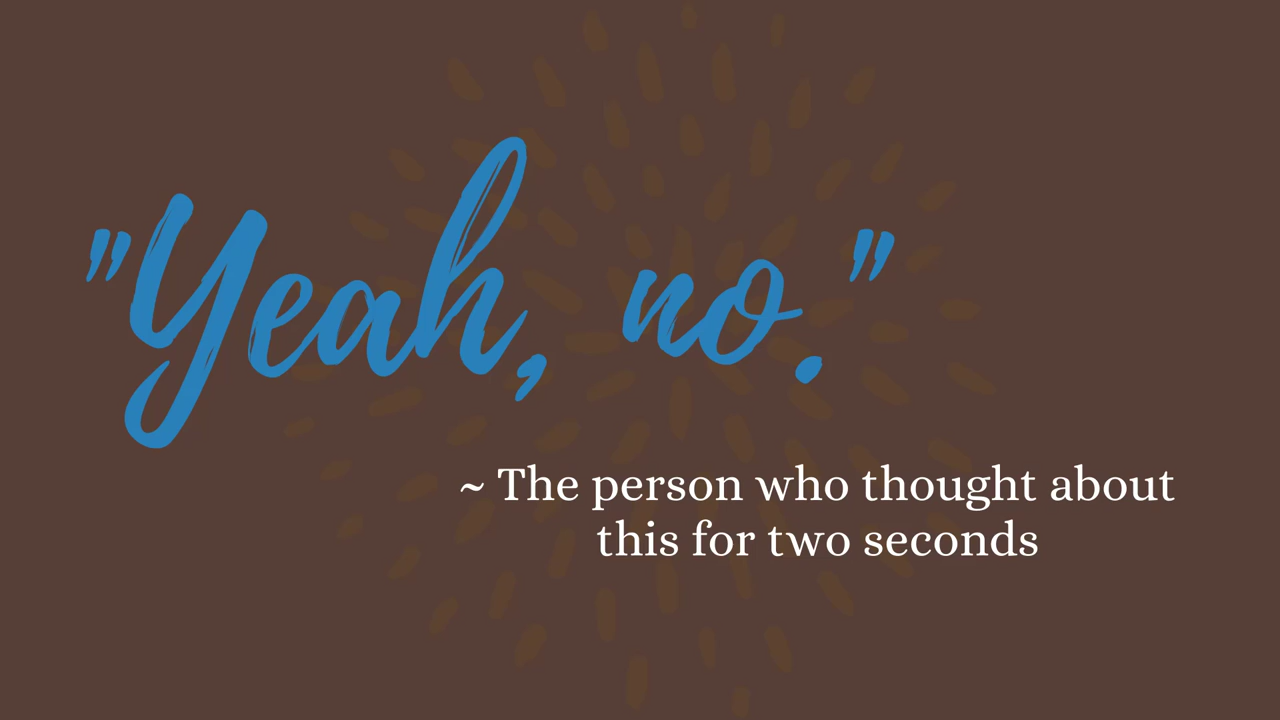 "Yeah, no."
~ The person who thought about
this for two seconds